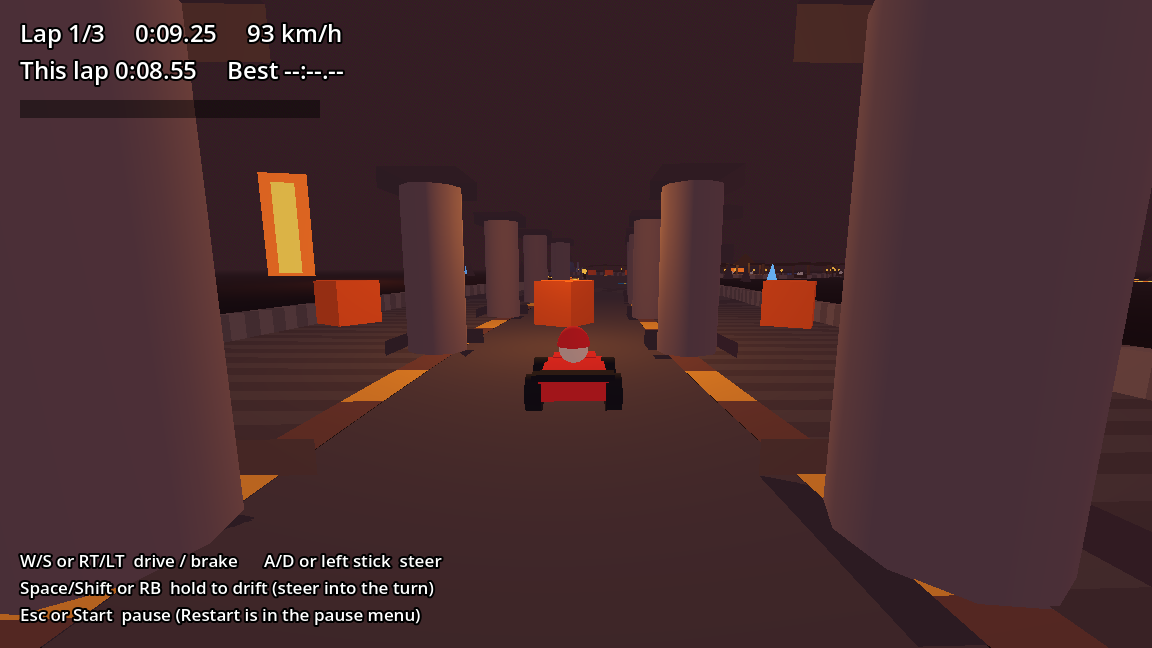 Lap 1/3 0:09.25 93 km/h
This lap 0:08.55 Best --:--.--
W/S or RT/LT drive / brake A/D or left stick steer
Space/Shift or RB hold to drift (steer into the turn)
Esc or Start pause (Restart is in the pause menu)